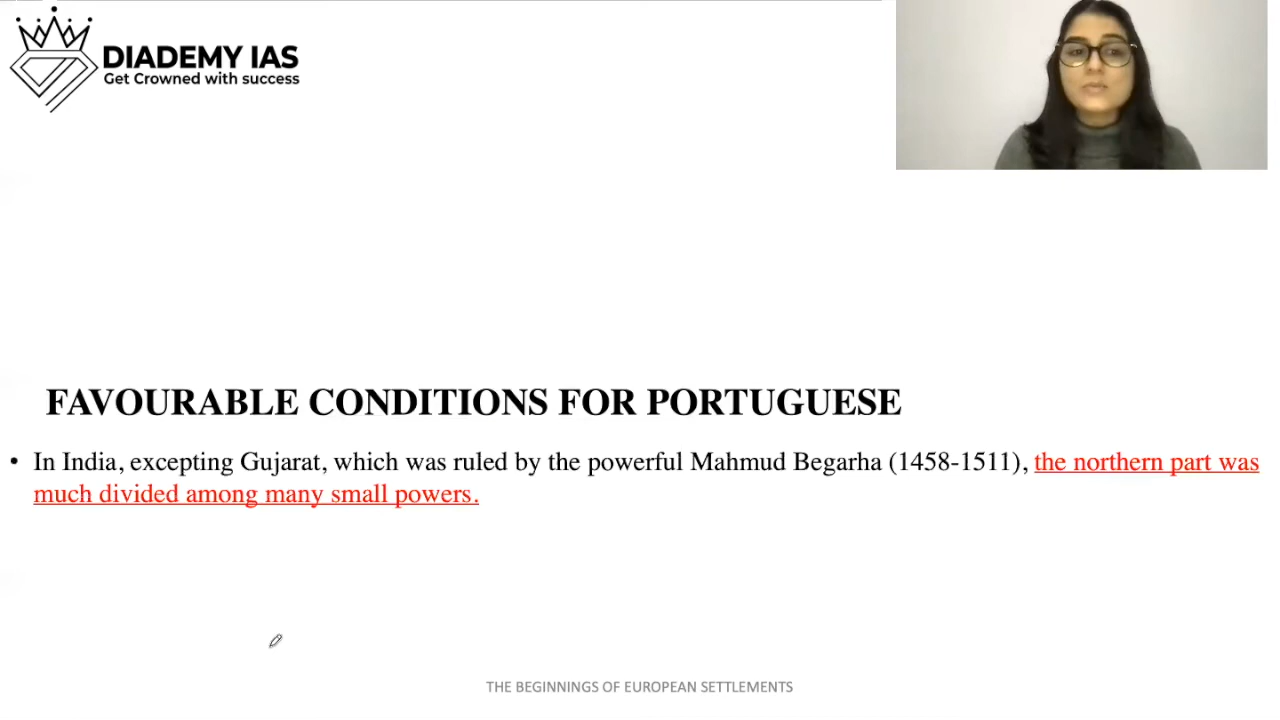 DIADEMY IAS
Get Crowned with success
FAVOURABLE CONDITIONS FOR PORTUGUESE
• In India, excepting Gujarat, which was ruled by the powerful Mahmud Begarha (1458-1511), the northern part was
much divided among many small powers.
THE BEGINNINGS OF EUROPEAN SETTLEMENTS